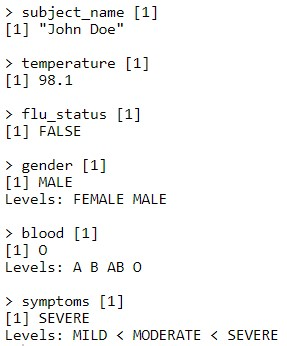 > subject_name [1]
[1] "John Doe"
> temperature [1]
[1] 98.1
> flu_status [1]
[1] FALSE
> gender [1]
[1] MALE
Levels: FEMALE MALE
> blood [1]
[1] O
Levels: A B AB O
> symptoms [1]
[1] SEVERE
Levels: MILD < MODERATE < SEVERE